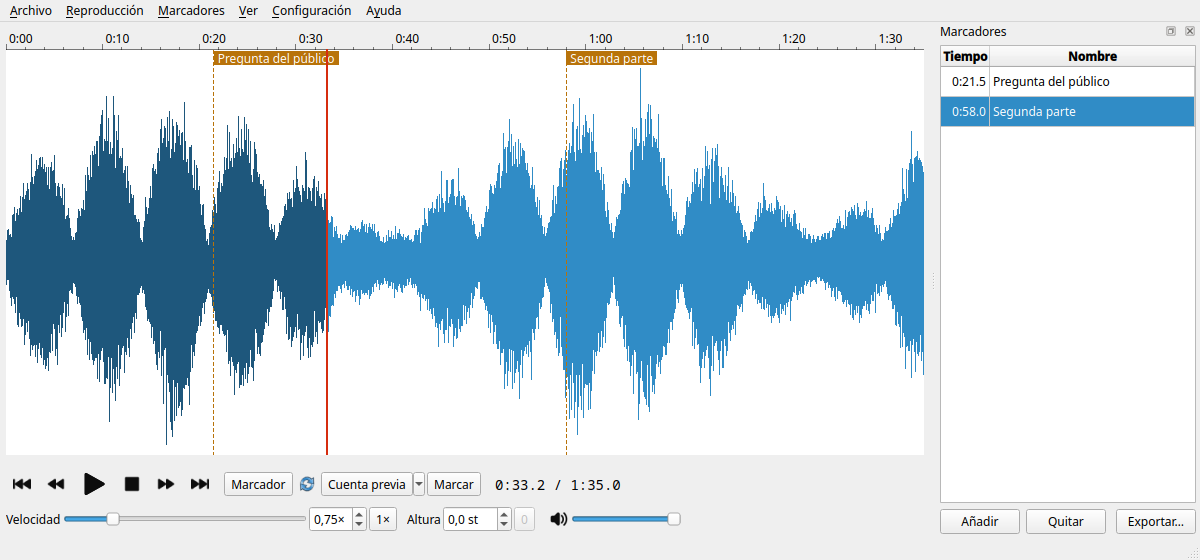 Archivo Reproducción Marcadores Ver Configuración Ayuda
0:00 0:10 0:20 0:30 0:40 0:50 1:00 1:10 1:20 1:30
Pregunta del público Segunda parte
Marcadores
Tiempo Nombre
0:21.5 Pregunta del público
0:58.0 Segunda parte
Marcador Cuenta previa Marcar 0:33.2 / 1:35.0
Velocidad 0,75× 1× Altura 0,0 st 0
Añadir Quitar Exportar...